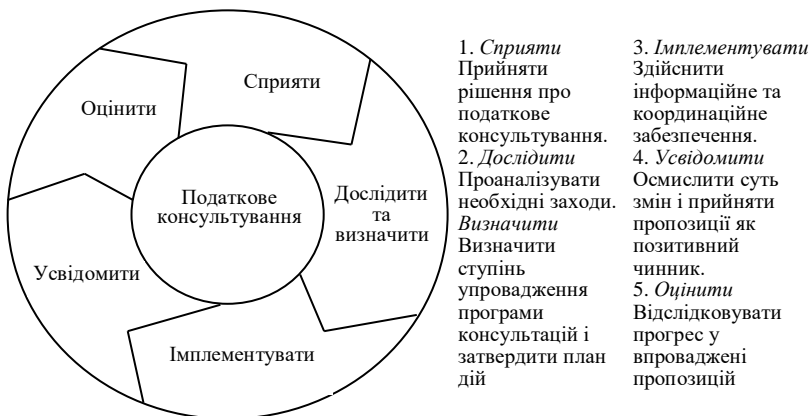 Сприяти
Оцінити
Податкове
консультування
Дослідити
та
визначити
Усвідомити
Імплементувати
1. Сприяти
Прийняти
рішення про
податкове
консультування.
2. Дослідити
Проаналізувати
необхідні заходи.
Визначити
Визначити
ступінь
упровадження
програми
консультацій і
затвердити план
дій
3. Імплементувати
Здійснити
інформаційне та
координаційне
забезпечення.
4. Усвідомити
Осмислити суть
змін і прийняти
пропозиції як
позитивний
чинник.
5. Оцінити
Відслідковувати
прогрес у
впроваджені
пропозицій